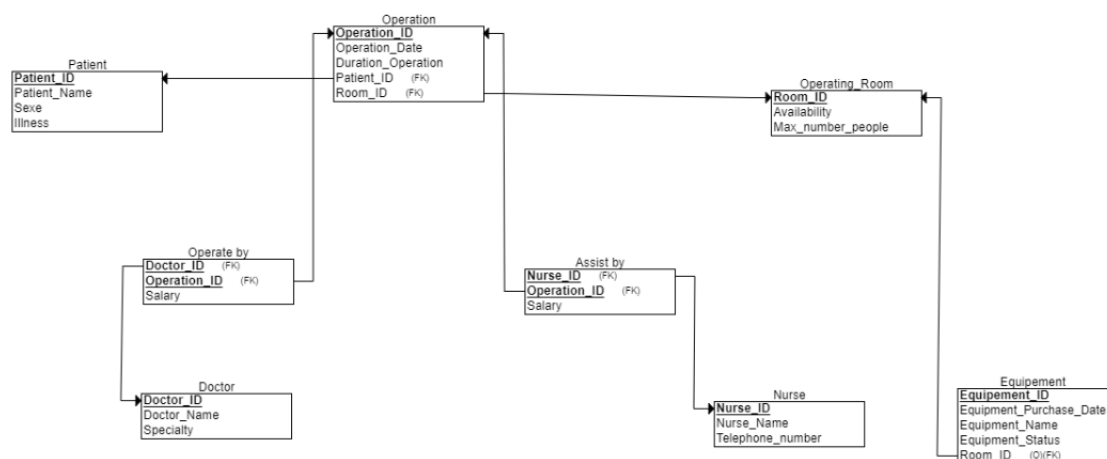 Operation
Operation_ID
Operation_Date
Duration_Operation
Patient_ID (FK)
Room_ID (FK)
Patient
Patient_ID
Patient_Name
Sexe
Illness
Operating_Room
Room_ID
Availability
Max_number_people
Operate by
Doctor_ID (FK)
Operation_ID (FK)
Salary
Assist by
Nurse_ID (FK)
Operation_ID (FK)
Salary
Doctor
Doctor_ID
Doctor_Name
Specialty
Nurse
Nurse_ID
Nurse_Name
Telephone_number
Equipement
Equipement_ID
Equipment_Purchase_Date
Equipment_Name
Equipment_Status
Room_ID (O)(FK)